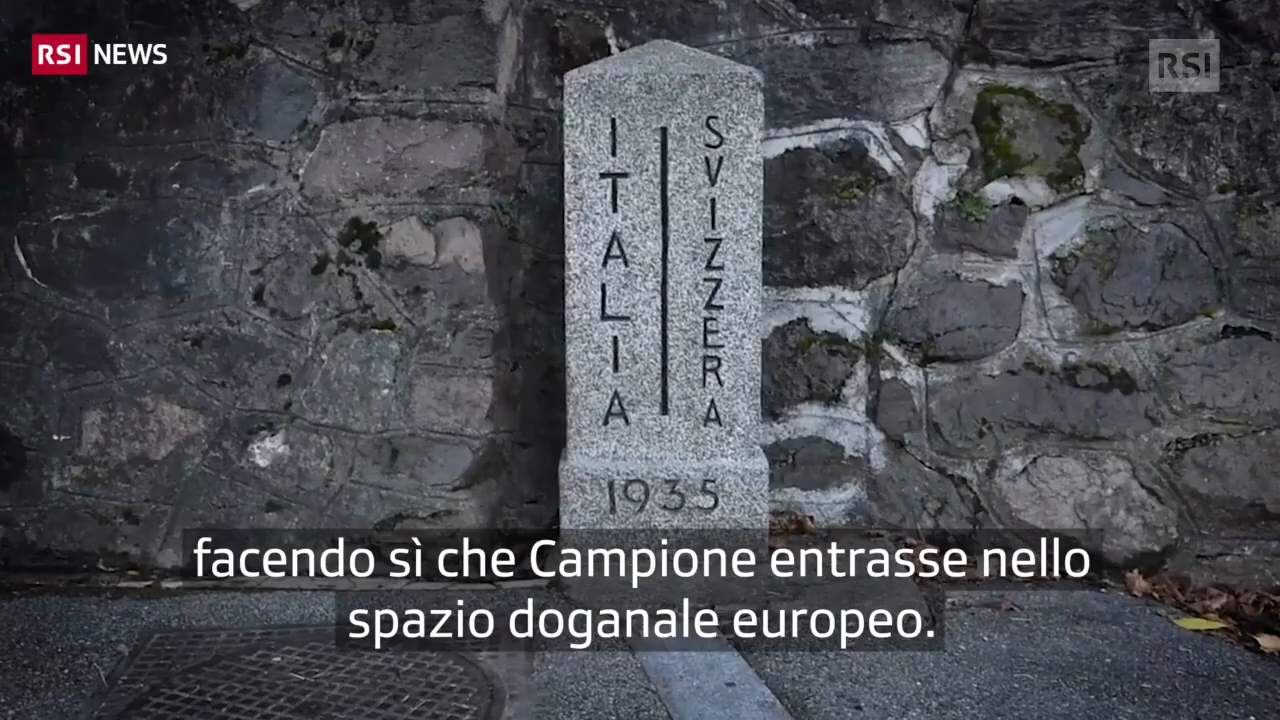 RSI NEWS
RSI
ITALIA
SVIZZERA
1935
facendo sì che Campione entrasse nello
spazio doganale europeo.